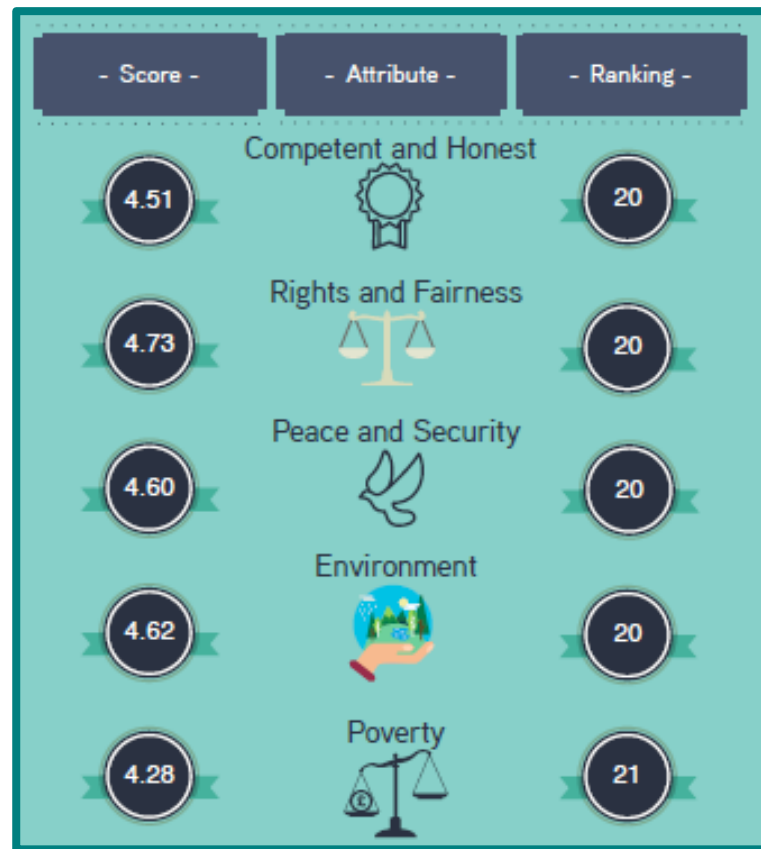 - Score -
- Attribute -
- Ranking -
Competent and Honest
4.51
20
Rights and Fairness
4.73
20
Peace and Security
4.60
20
Environment
4.62
20
Poverty
4.28
£
21